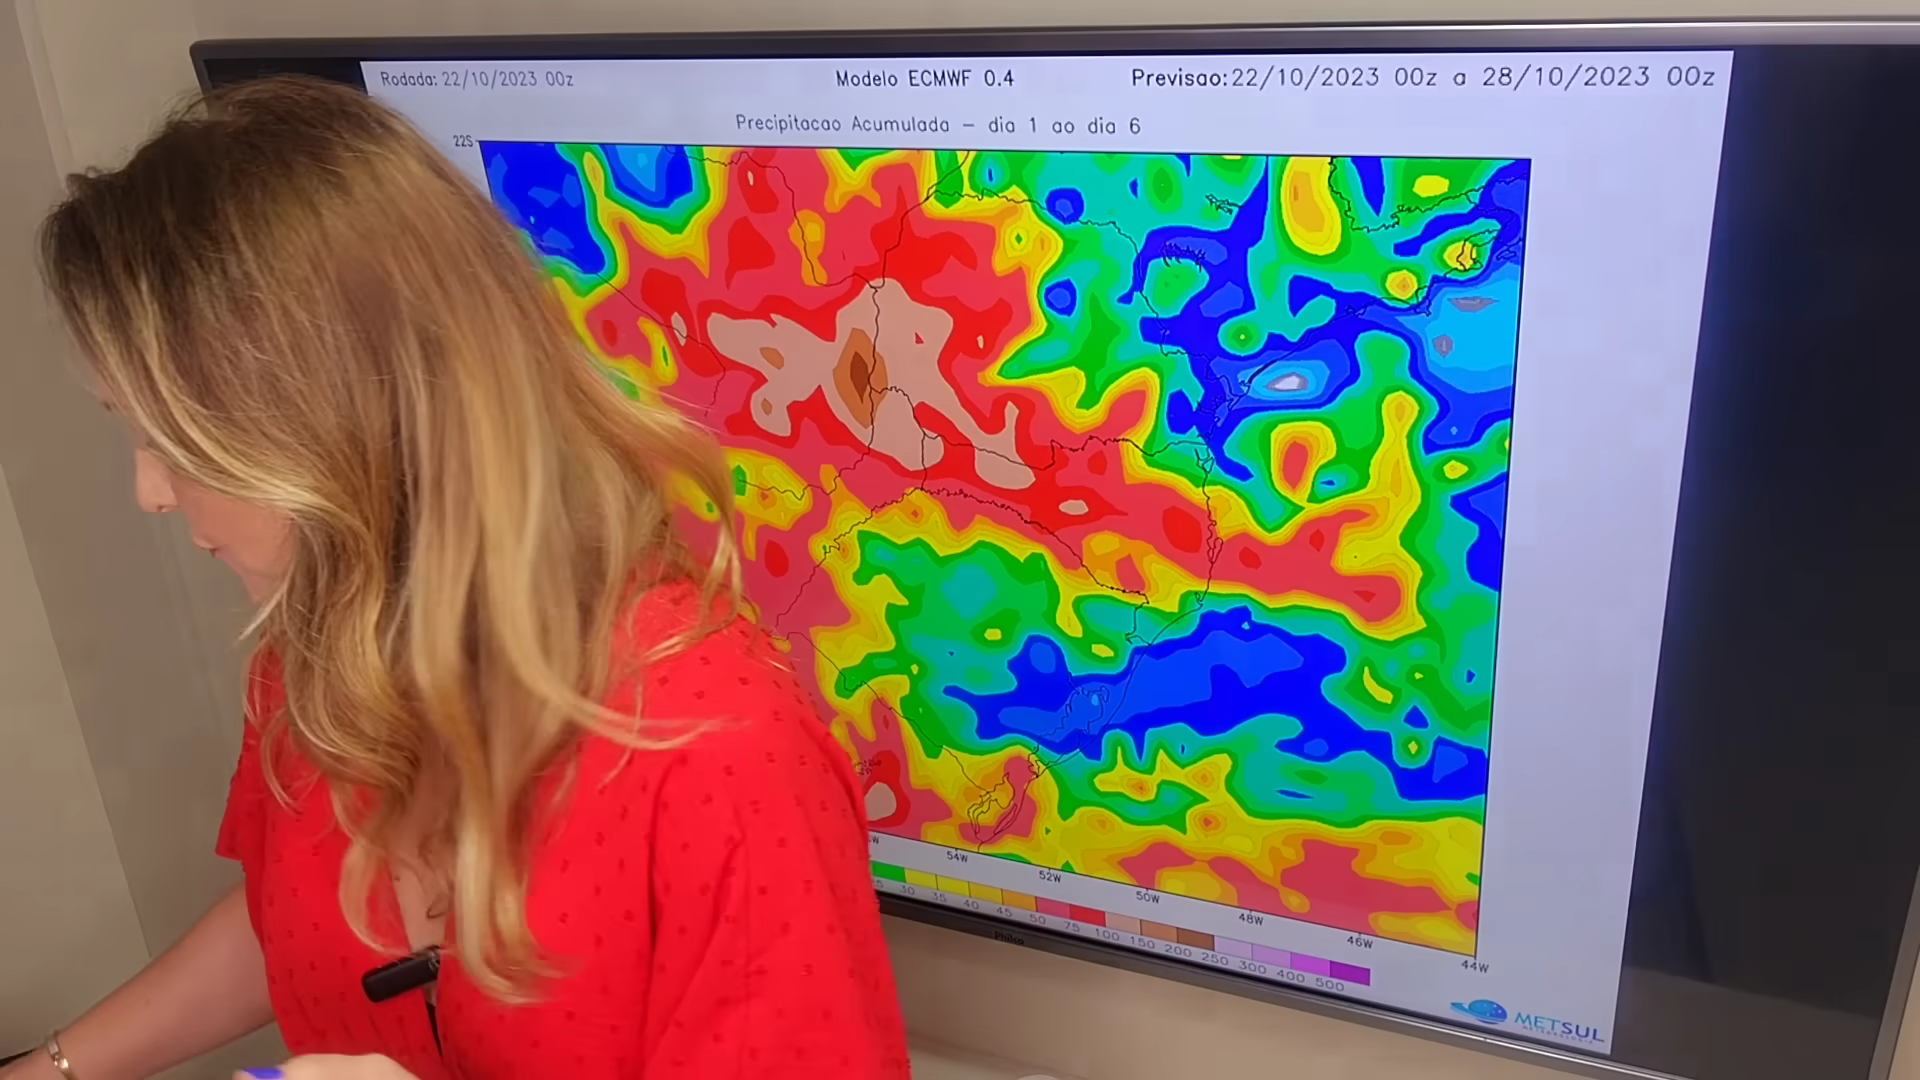 Rodada: 22/10/2023 00z
Modelo ECMWF 0.4
Previsao:22/10/2023 00z a 28/10/2023 00z
Precipitacao Acumulada – dia 1 ao dia 6
22S
54W
52W
50W
48W
46W
44W
30 35 40 45 50 75 100 150 200 250 300 400 500
Philco
METSUL